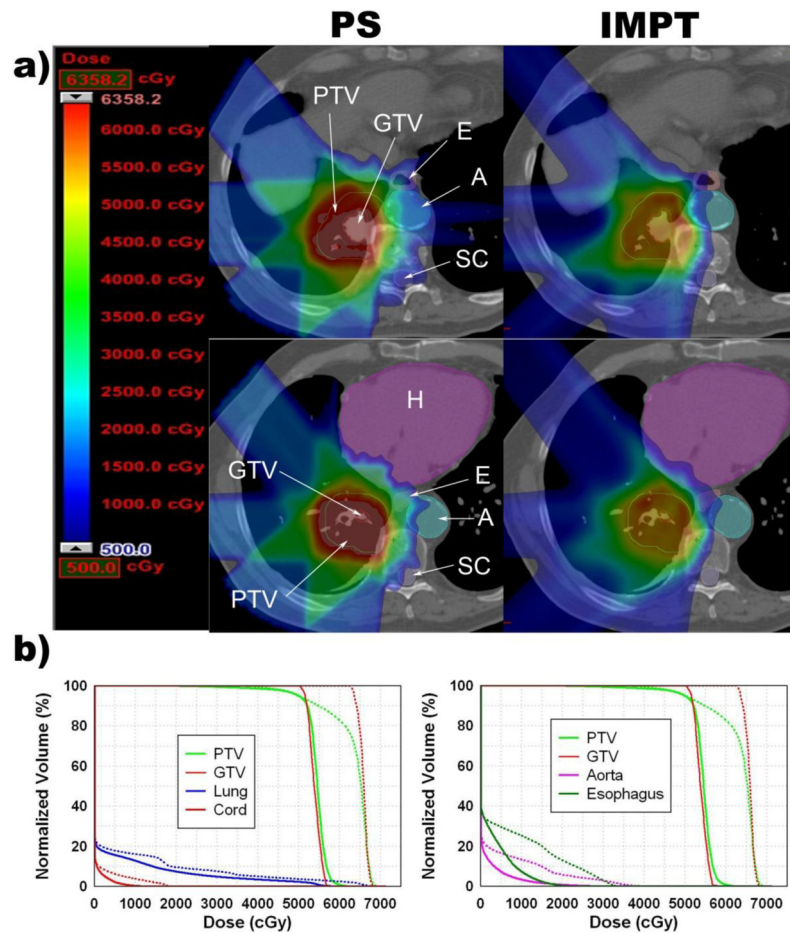 PS
IMPT
a)
Dose
6358.2 cGy
6358.2
6000.0 cGy
5500.0 cGy
5000.0 cGy
4500.0 cGy
4000.0 cGy
3500.0 cGy
3000.0 cGy
2500.0 cGy
2000.0 cGy
1500.0 cGy
1000.0 cGy
500.0
500.0 cGy
PTV
GTV
E
A
SC
H
GTV
E
A
SC
PTV
b)
Normalized Volume (%)
100
80
60
40
20
0
PTV
GTV
Lung
Cord
0 1000 2000 3000 4000 5000 6000 7000
Dose (cGy)
Normalized Volume (%)
100
80
60
40
20
0
PTV
GTV
Aorta
Esophagus
0 1000 2000 3000 4000 5000 6000 7000
Dose (cGy)